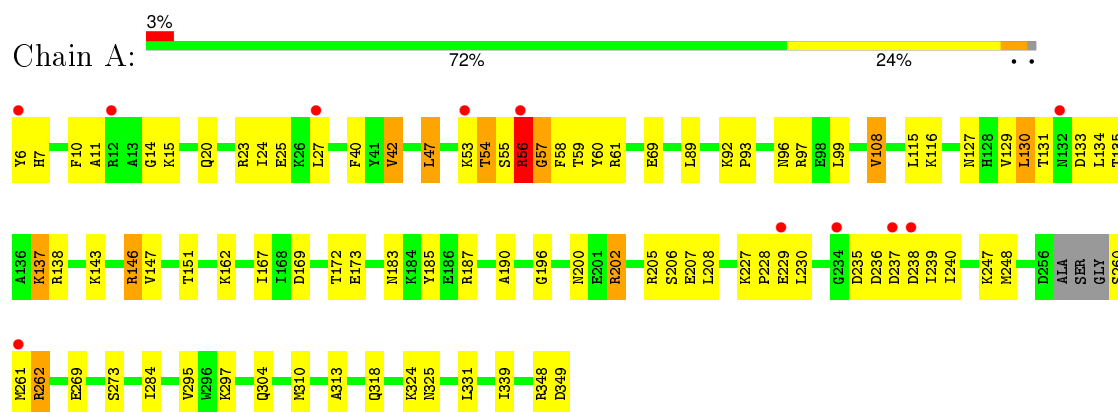 3%
Chain A:
72% 24% • •
Y6 H7 F10 A11 R12 A13 G14 K15 Q20 R23 I24 E25 K26 L27 F40 Y41 V42 L47 K53 T54 S55 R56 G57 F58 T59 Y60 R61 E69 L89 K92 P93 N96 R97 E98 L99 V108 L115 K116 N127 H128 V129 L130 T131 N132 D133 L134 T135
A136 K137 R138 K143 R146 V147 T151 K162 I167 I168 D169 T172 E173 N183 K184 Y185 E186 R187 A190 G196 N200 E201 R202 R205 S206 E207 L208 K227 P228 E229 L230 G234 D235 D236 D237 D238 I239 I240 K247 M248 D256 ALA SER GLY S260
M261 R262 E269 S273 I284 V295 W296 K297 Q304 M310 A313 Q318 K324 N325 L331 I339 R348 D349